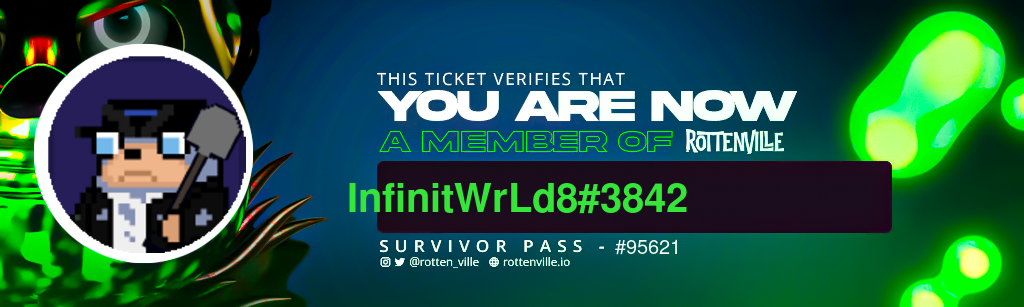 THIS TICKET VERIFIES THAT
YOU ARE NOW
A MEMBER OF ROTTENVILLE
InfinitWrLd8#3842
SURVIVOR PASS - #95621
@rotten_ville rottenville.io